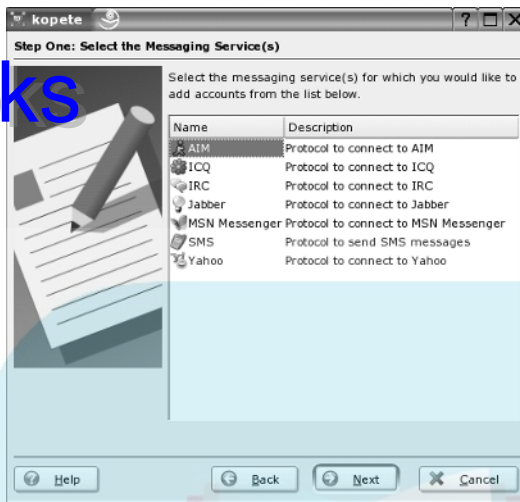 kopete
Step One: Select the Messaging Service(s)
ks
Select the messaging service(s) for which you would like to
add accounts from the list below.
Name Description
AIM Protocol to connect to AIM
ICQ Protocol to connect to ICQ
IRC Protocol to connect to IRC
Jabber Protocol to connect to Jabber
MSN Messenger Protocol to connect to MSN Messenger
SMS Protocol to send SMS messages
Yahoo Protocol to connect to Yahoo
Help Back Next Cancel